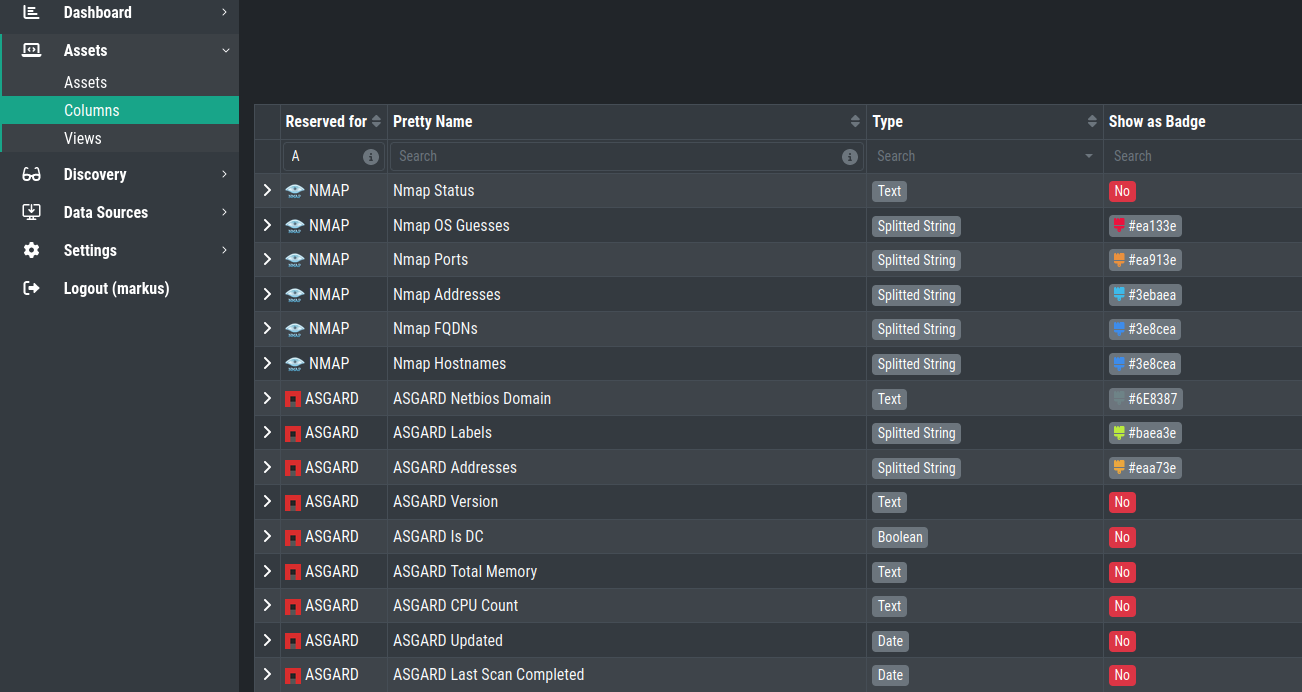 Dashboard
Assets
Assets
Columns
Views
Discovery
Data Sources
Settings
Logout (markus)
Reserved for Pretty Name Type Show as Badge
A Search Search Search
NMAP Nmap Status Text No
NMAP Nmap OS Guesses Splitted String #ea133e
NMAP Nmap Ports Splitted String #ea913e
NMAP Nmap Addresses Splitted String #3ebaea
NMAP Nmap FQDNs Splitted String #3e8cea
NMAP Nmap Hostnames Splitted String #3e8cea
ASGARD ASGARD Netbios Domain Text #6E8387
ASGARD ASGARD Labels Splitted String #baea3e
ASGARD ASGARD Addresses Splitted String #eaa73e
ASGARD ASGARD Version Text No
ASGARD ASGARD Is DC Boolean No
ASGARD ASGARD Total Memory Text No
ASGARD ASGARD CPU Count Text No
ASGARD ASGARD Updated Date No
ASGARD ASGARD Last Scan Completed Date No